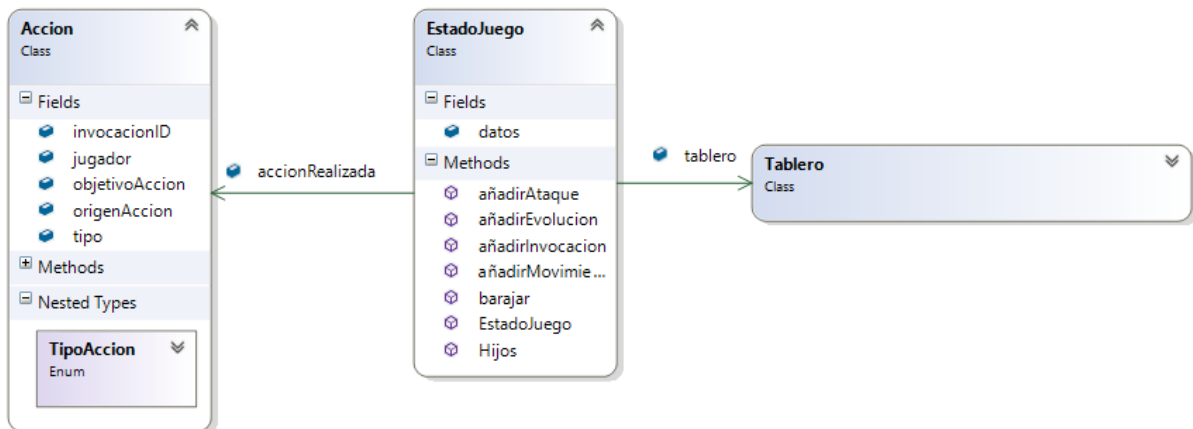 Accion
Class
Fields
invocacionID
jugador
objetivoAccion
origenAccion
tipo
Methods
Nested Types
TipoAccion
Enum
accionRealizada
EstadoJuego
Class
Fields
datos
Methods
añadirAtaque
añadirEvolucion
añadirInvocacion
añadirMovimie...
barajar
EstadoJuego
Hijos
tablero
Tablero
Class